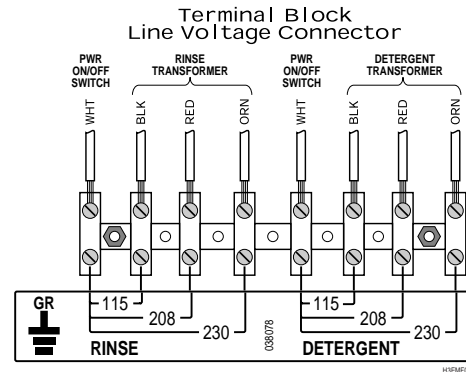 Terminal Block
Line Voltage Connector
PWR
ON/OFF
SWITCH
RINSE
TRANSFORMER
PWR
ON/OFF
SWITCH
DETERGENT
TRANSFORMER
WHT
BLK
RED
ORN
WHT
BLK
RED
ORN
GR
115
208
230
RINSE
038078
115
208
230
DETERGENT